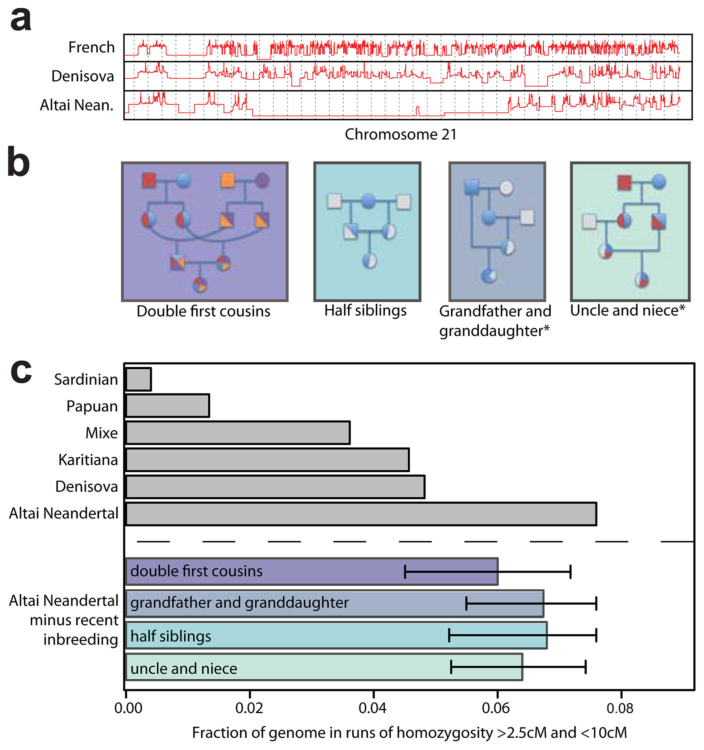 a
French
Denisova
Altai Nean.
Chromosome 21
b
Double first cousins
Half siblings
Grandfather and
granddaughter*
Uncle and niece*
c
Sardinian
Papuan
Mixe
Karitiana
Denisova
Altai Neandertal
Altai Neandertal
minus recent
inbreeding
double first cousins
grandfather and granddaughter
half siblings
uncle and niece
0.00 0.02 0.04 0.06 0.08
Fraction of genome in runs of homozygosity >2.5cM and <10cM